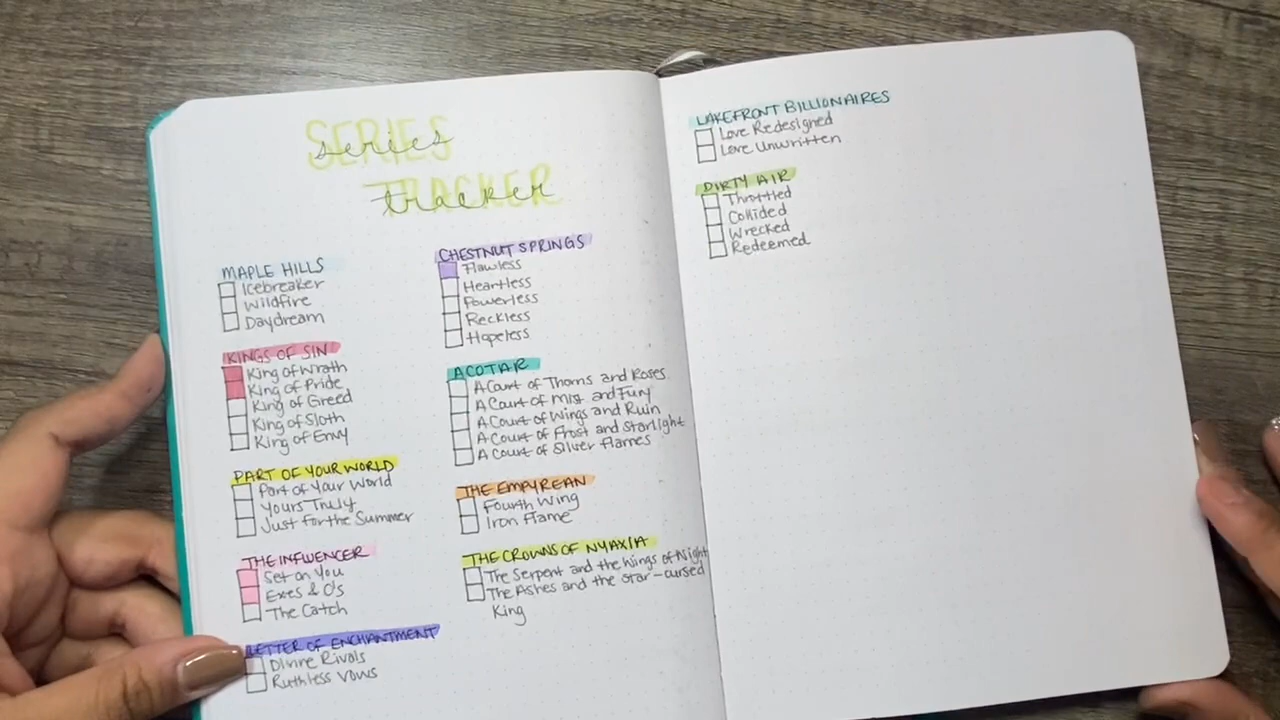 SERIES
series
TRACKER
tracker
MAPLE HILLS
Icebreaker
Wildfire
Daydream
KINGS OF SIN
King of Wrath
King of Pride
King of Greed
King of Sloth
King of Envy
PART OF YOUR WORLD
Part of Your World
Yours Truly
Just for the Summer
THE INFLUENCER
Set on You
Exes & O's
The Catch
LETTER OF ENCHANTMENT
Divine Rivals
Ruthless Vows
CHESTNUT SPRINGS
Flawless
Heartless
Powerless
Reckless
Hopeless
ACOTAR
A Court of Thorns and Roses
A Court of Mist and Fury
A Court of Wings and Ruin
A Court of Frost and Starlight
A Court of Silver Flames
THE EMPYREAN
Fourth Wing
Iron Flame
THE CROWNS OF NYAXIA
The Serpent and the Wings of Night
The Ashes and the Star-cursed
King
LAKEFRONT BILLIONAIRES
Love Redesigned
Love Unwritten
DIRTY AIR
Throttled
Collided
Wrecked
Redeemed